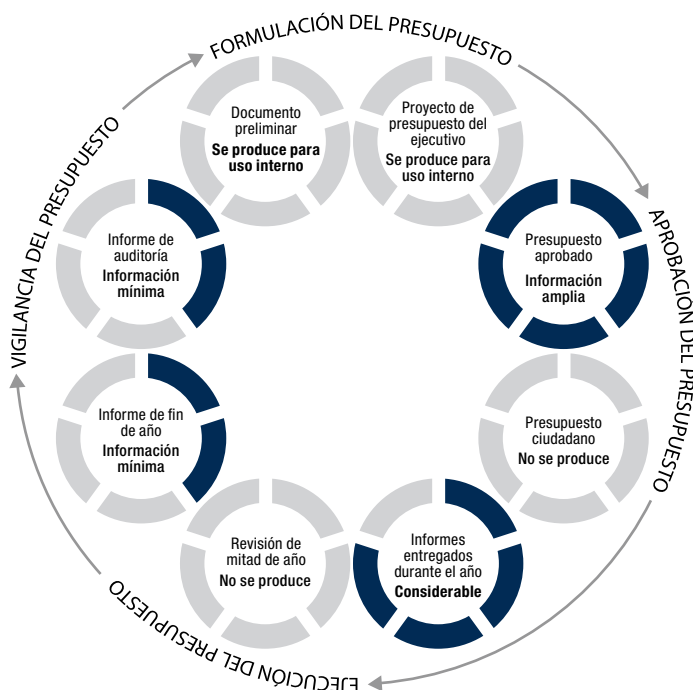 FORMULACIÓN DEL PRESUPUESTO
Documento
preliminar
Se produce para
uso interno
Proyecto de
presupuesto del
ejecutivo
Se produce para
uso interno
APROBACIÓN DEL PRESUPUESTO
Presupuesto
aprobado
Información
amplia
Presupuesto
ciudadano
No se produce
EJECUCIÓN DEL PRESUPUESTO
Informes
entregados
durante el año
Considerable
Revisión de
mitad de año
No se produce
VIGILANCIA DEL PRESUPUESTO
Informe de fin
de año
Información
mínima
Informe de
auditoría
Información
mínima